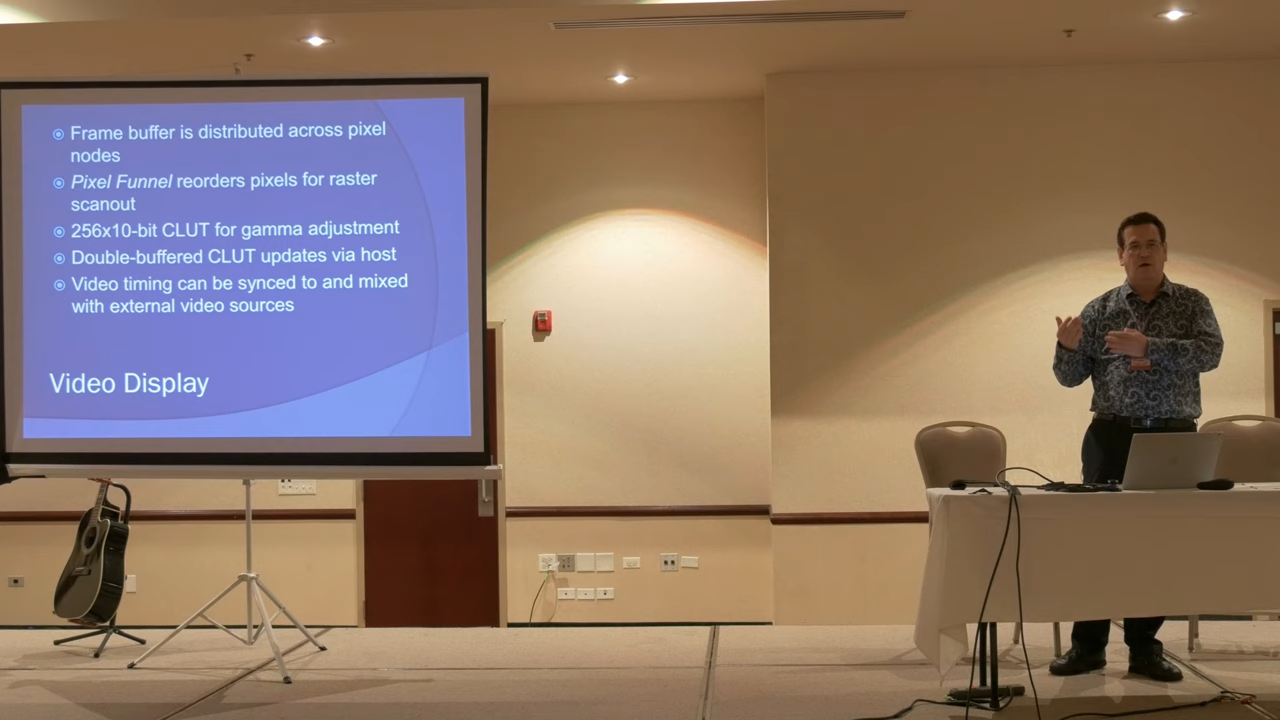 Frame buffer is distributed across pixel
nodes
Pixel Funnel reorders pixels for raster
scanout
256x10-bit CLUT for gamma adjustment
Double-buffered CLUT updates via host
Video timing can be synced to and mixed
with external video sources
Video Display